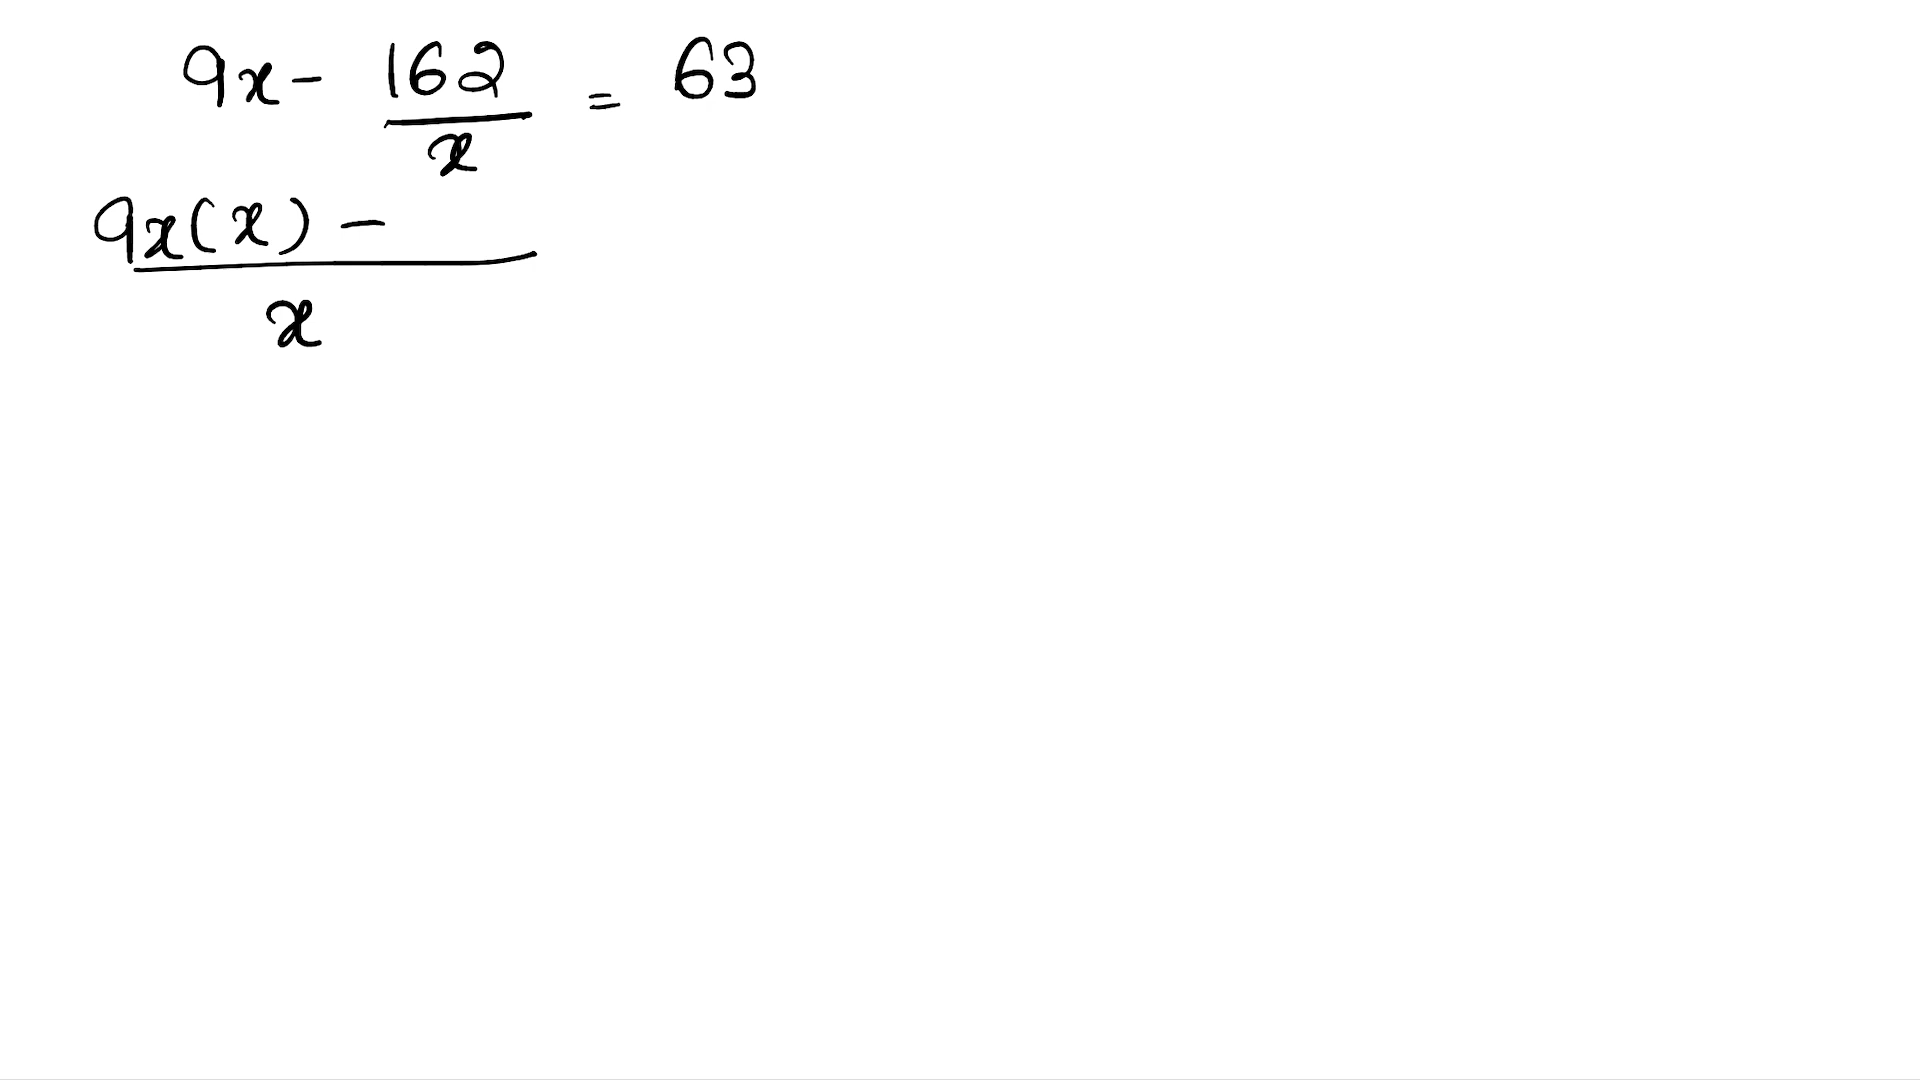 9x - 162/x = 63
9x(x) - / x